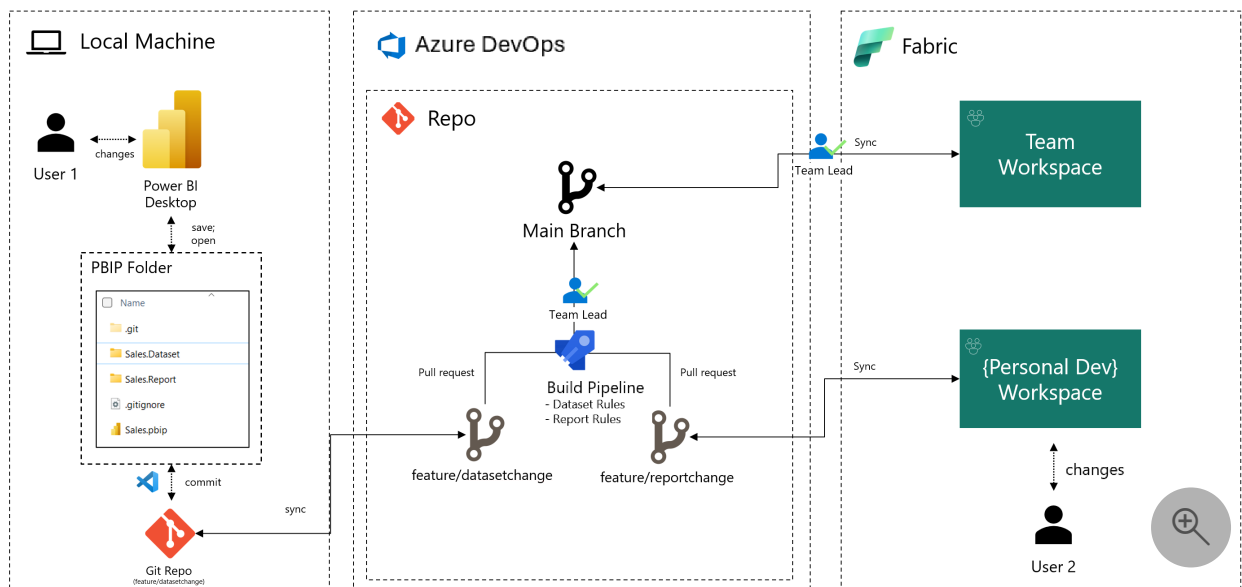 Local Machine
User 1
changes
Power BI
Desktop
save;
open
PBIP Folder
Name
.git
Sales.Dataset
Sales.Report
.gitignore
Sales.pbip
commit
Git Repo
(feature/datasetchange)
sync
Azure DevOps
Repo
Main Branch
Team Lead
Pull request
Pull request
Build Pipeline
- Dataset Rules
- Report Rules
feature/datasetchange
feature/reportchange
Team Lead
Sync
Fabric
Team
Workspace
Sync
{Personal Dev}
Workspace
changes
User 2